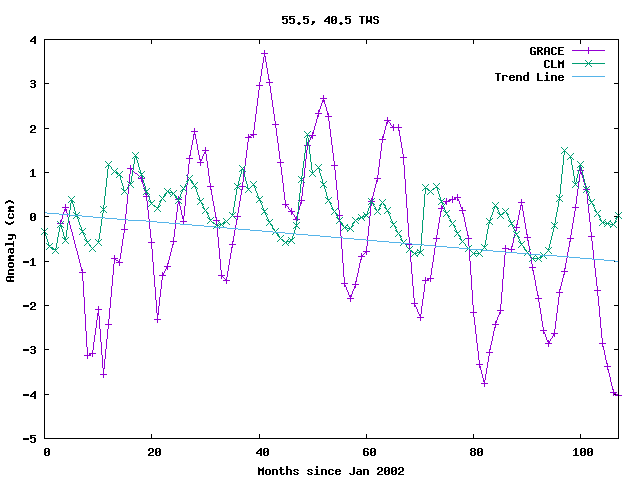 55.5, 40.5 TWS
GRACE
CLM
Trend Line
4
3
2
1
0
-1
-2
-3
-4
-5
Anomaly (cm)
0 20 40 60 80 100
Months since Jan 2002